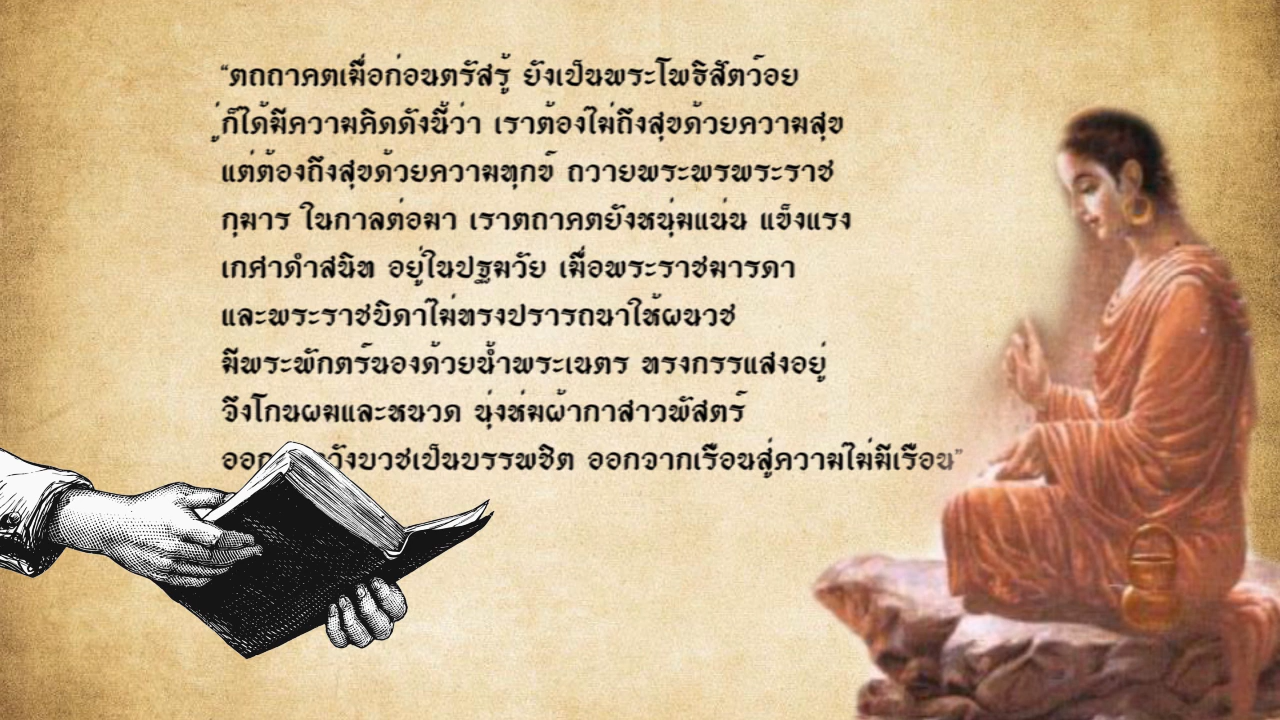 “ตถถาคตเมื่อก่อนตรัสรู้ ยังเป็นพระโพธิสัตว์อย
ู่ก็ได้มีความคิดดังนี้ว่า เราต้องไม่ถึงสุขด้วยความสุข
แต่ต้องถึงสุขด้วยความทุกข์ ถวายพระพรพระราช
กุมาร ในกาลต่อมา เราตถาคตยังหนุ่มแน่น แข็งแรง
เกศาดำสนิท อยู่ในปฐมวัย เมื่อพระราชมารดา
และพระราชบิดาไม่ทรงปรารถนาให้ผนวช
มีพระพักตร์นองด้วยน้ำพระเนตร ทรงกรรแสงอยู่
จึงโกนผมและหนวด นุ่งห่มผ้ากาสาวพัสตร์
ออก วังบวชเป็นบรรพชิต ออกจากเรือนสู่ความไม่มีเรือน”